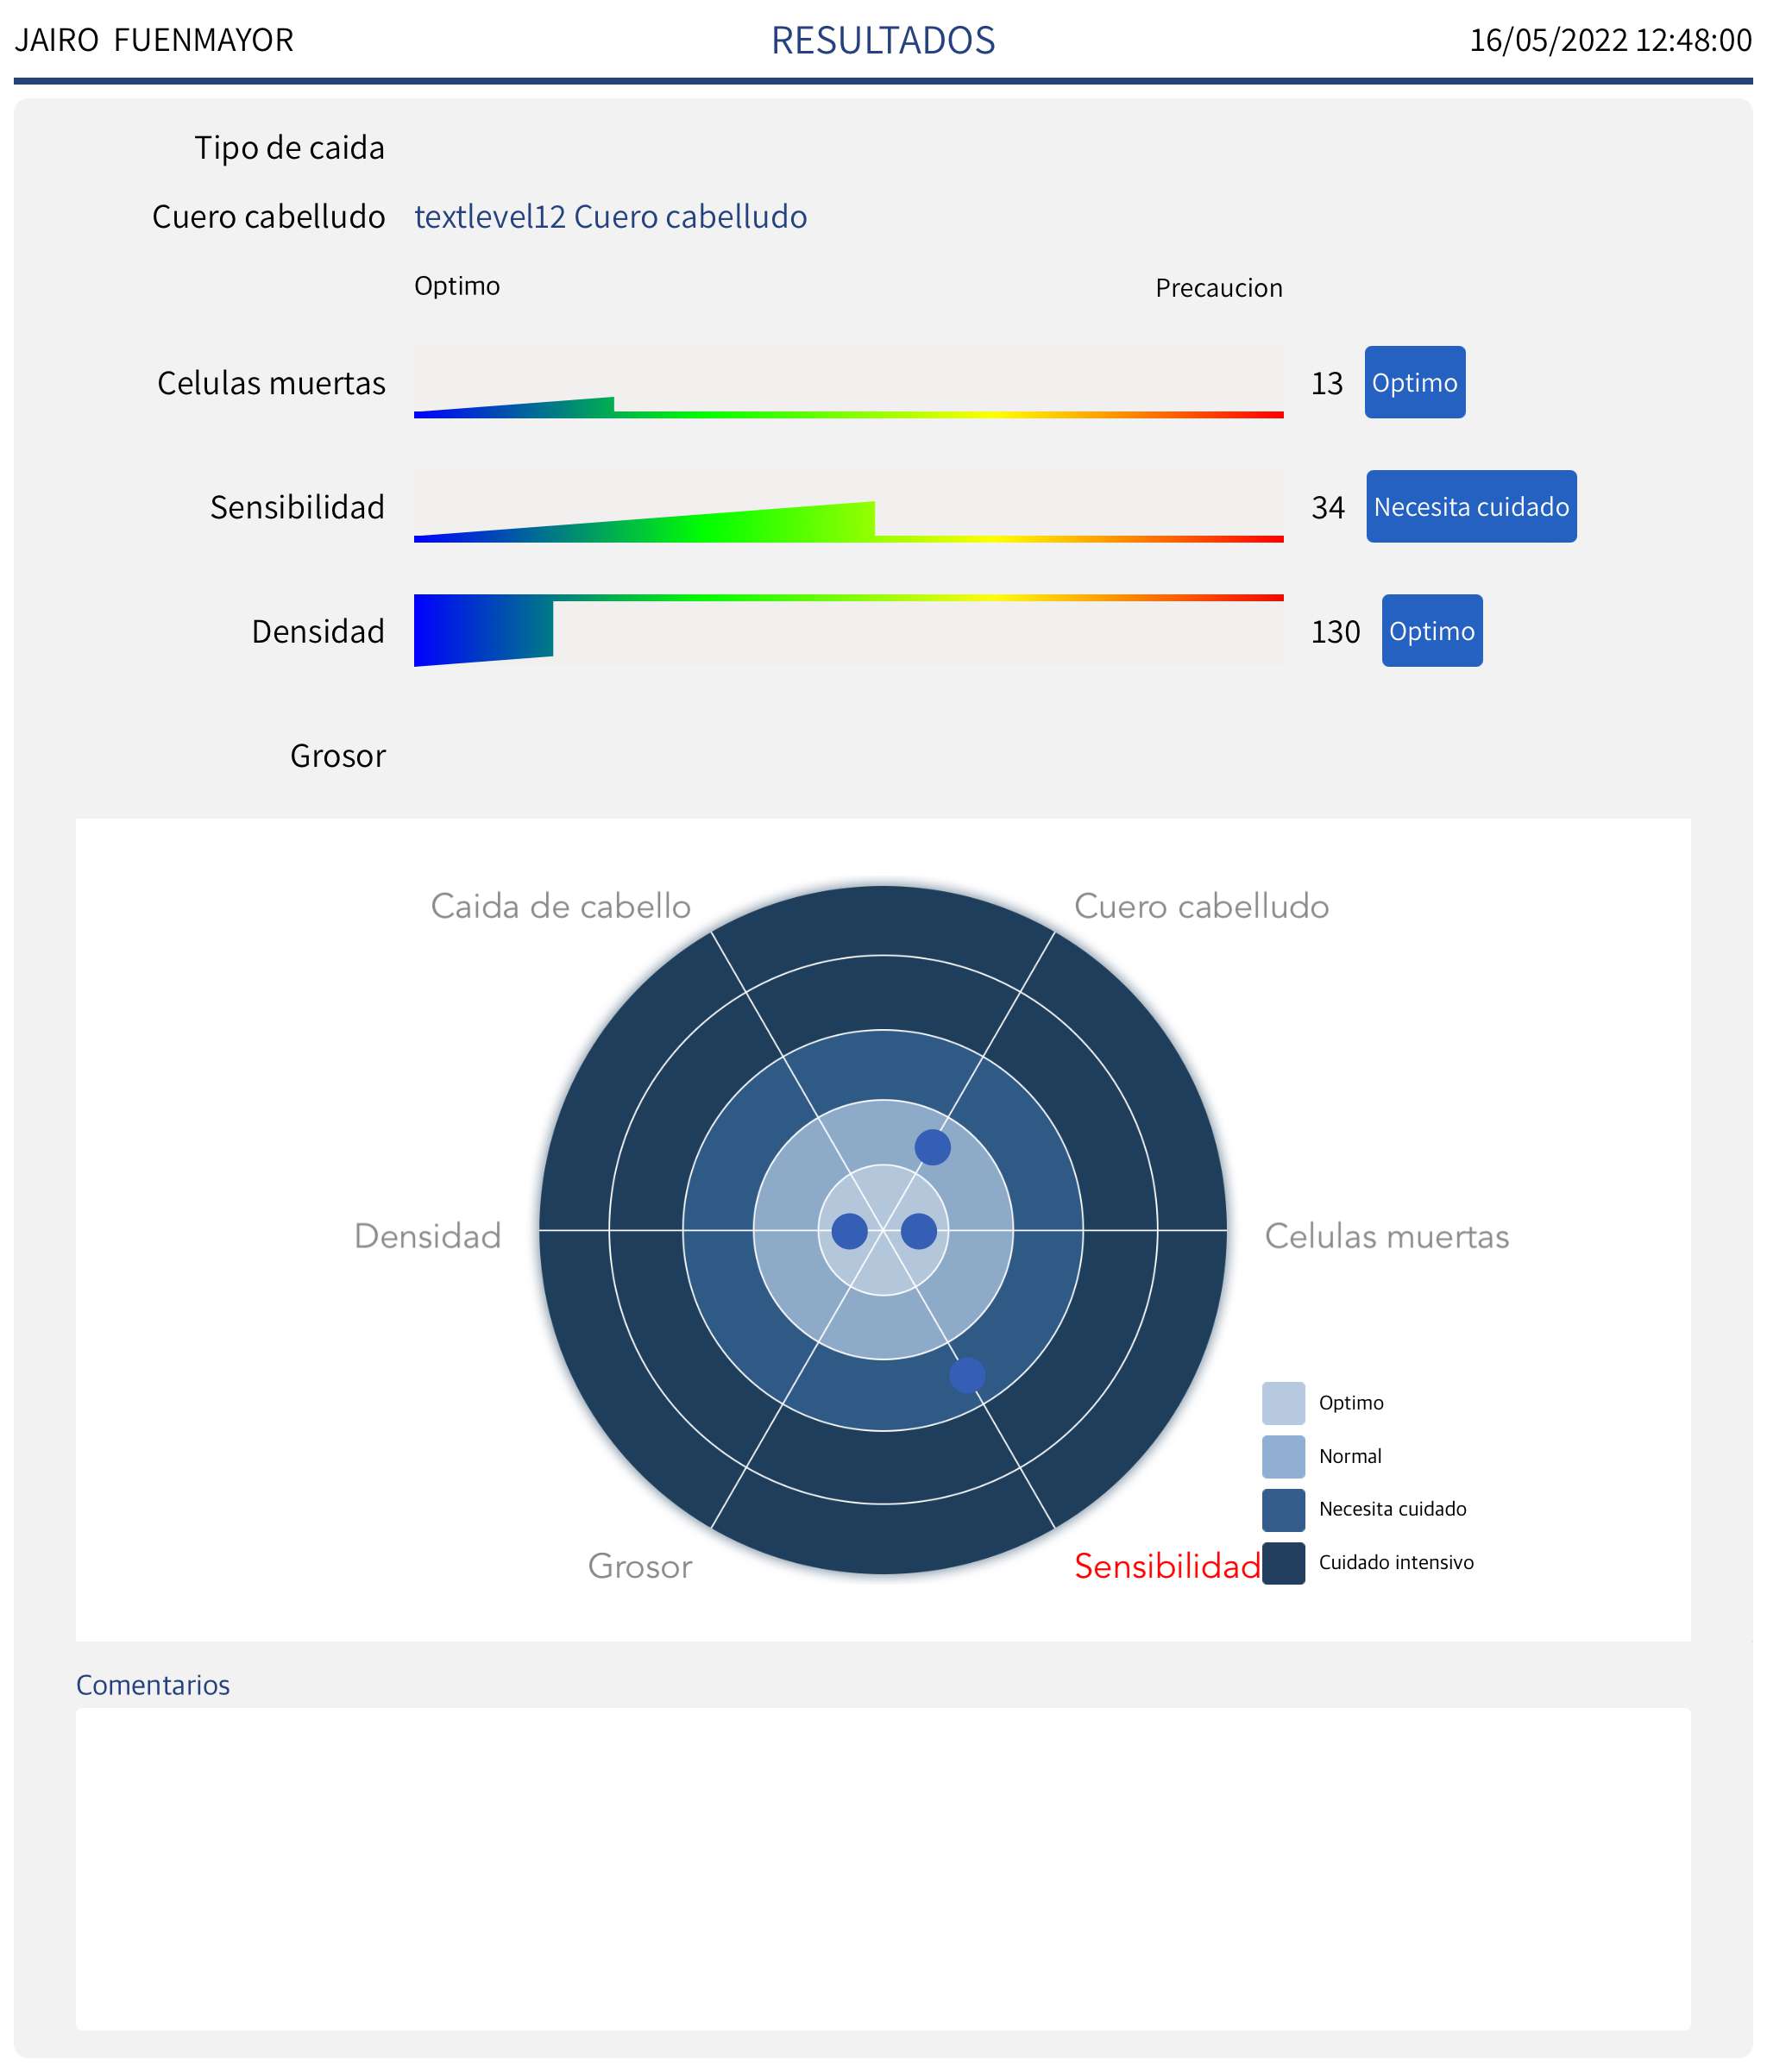 JAIRO  FUENMAYOR
RESULTADOS
16/05/2022 12:48:00
Tipo de caida
Cuero cabelludo textlevel12 Cuero cabelludo
Optimo Precaucion
Celulas muertas 13 Optimo
Sensibilidad 34 Necesita cuidado
Densidad 130 Optimo
Grosor
Caida de cabello Cuero cabelludo
Densidad Celulas muertas
Optimo
Normal
Necesita cuidado
Grosor Sensibilidad Cuidado intensivo
Comentarios